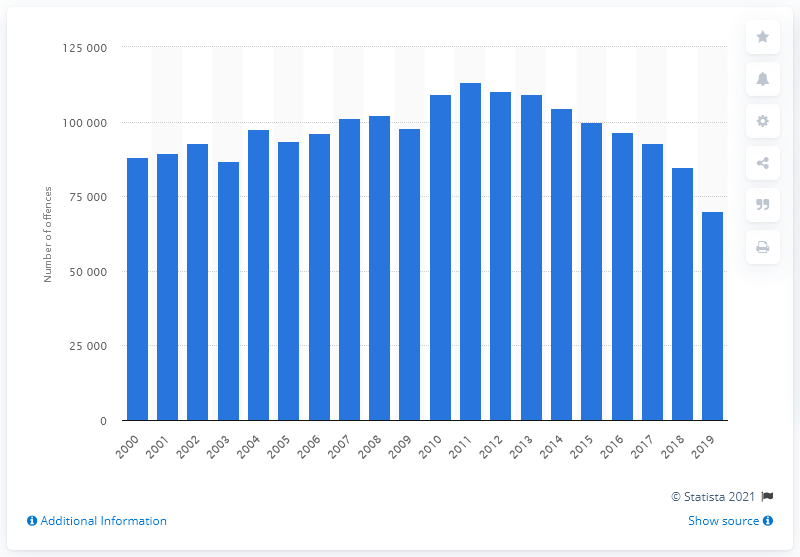 125 000
100 000
75 000
50 000
25 000
0
Number of offences
2000 2001 2002 2003 2004 2005 2006 2007 2008 2009 2010 2011 2012 2013 2014 2015 2016 2017 2018 2019
© Statista 2021
Additional Information
Show source